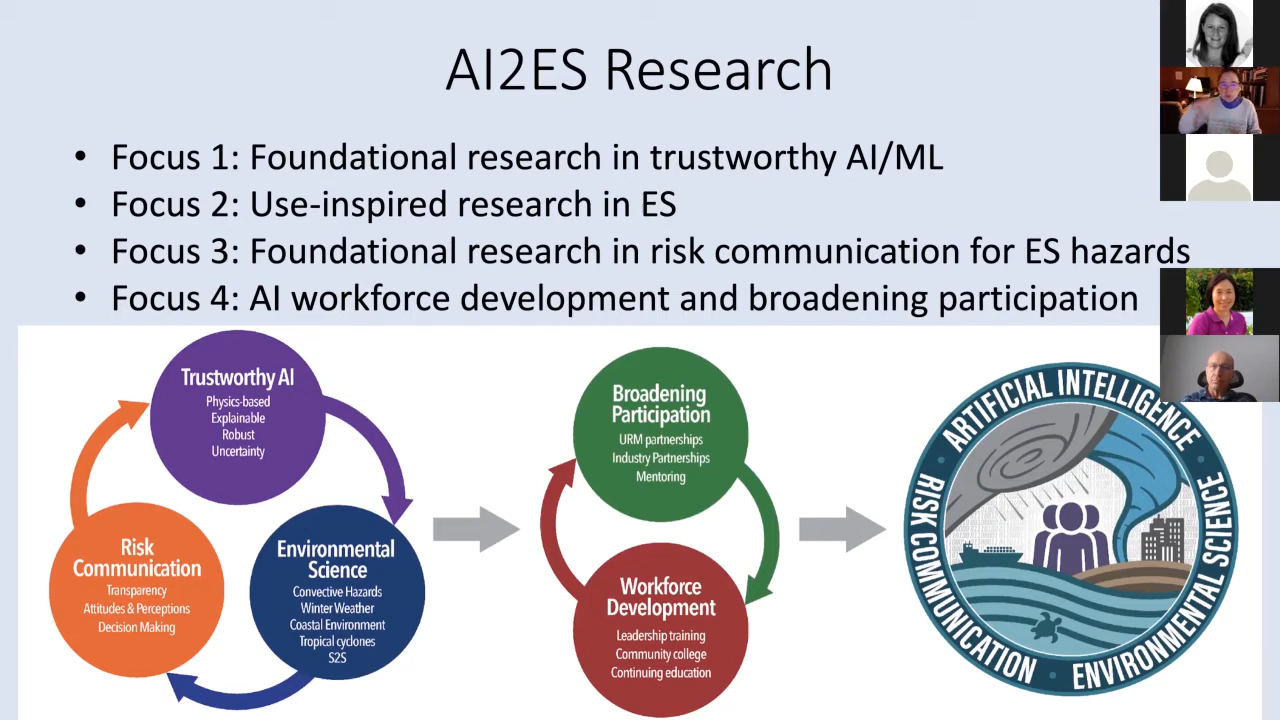 AI2ES Research
• Focus 1: Foundational research in trustworthy AI/ML
• Focus 2: Use-inspired research in ES
• Focus 3: Foundational research in risk communication for ES hazards
• Focus 4: AI workforce development and broadening participation
Trustworthy AI
Physics-based
Explainable
Robust
Uncertainty
Risk
Communication
Transparency
Attitudes & Perceptions
Decision Making
Environmental
Science
Convective Hazards
Winter Weather
Coastal Environment
Tropical cyclones
S2S
Broadening
Participation
URM partnerships
Industry Partnerships
Mentoring
Workforce
Development
Leadership training
Community college
Continuing education
ARTIFICIAL INTELLIGENCE
RISK COMMUNICATION
ENVIRONMENTAL SCIENCE